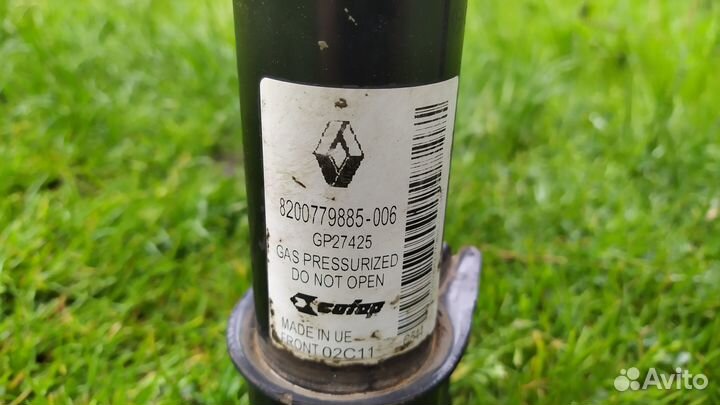 8200779885-006
GP27425
GAS PRESSURIZED
DO NOT OPEN
cofap
MADE IN UE
FRONT 02C11
Avito